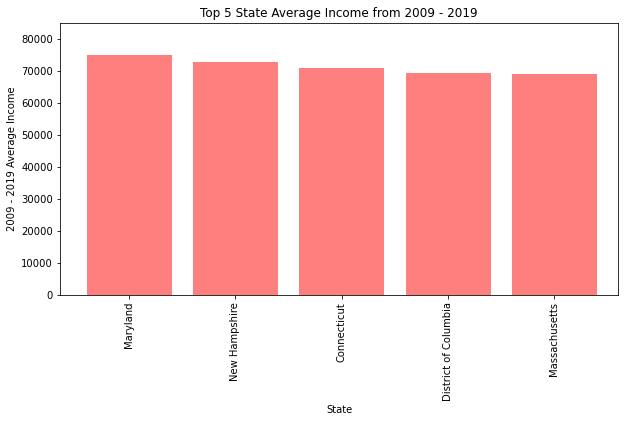 Top 5 State Average Income from 2009 - 2019
2009 - 2019 Average Income
80000
70000
60000
50000
40000
30000
20000
10000
0
Maryland
New Hampshire
Connecticut
District of Columbia
Massachusetts
State